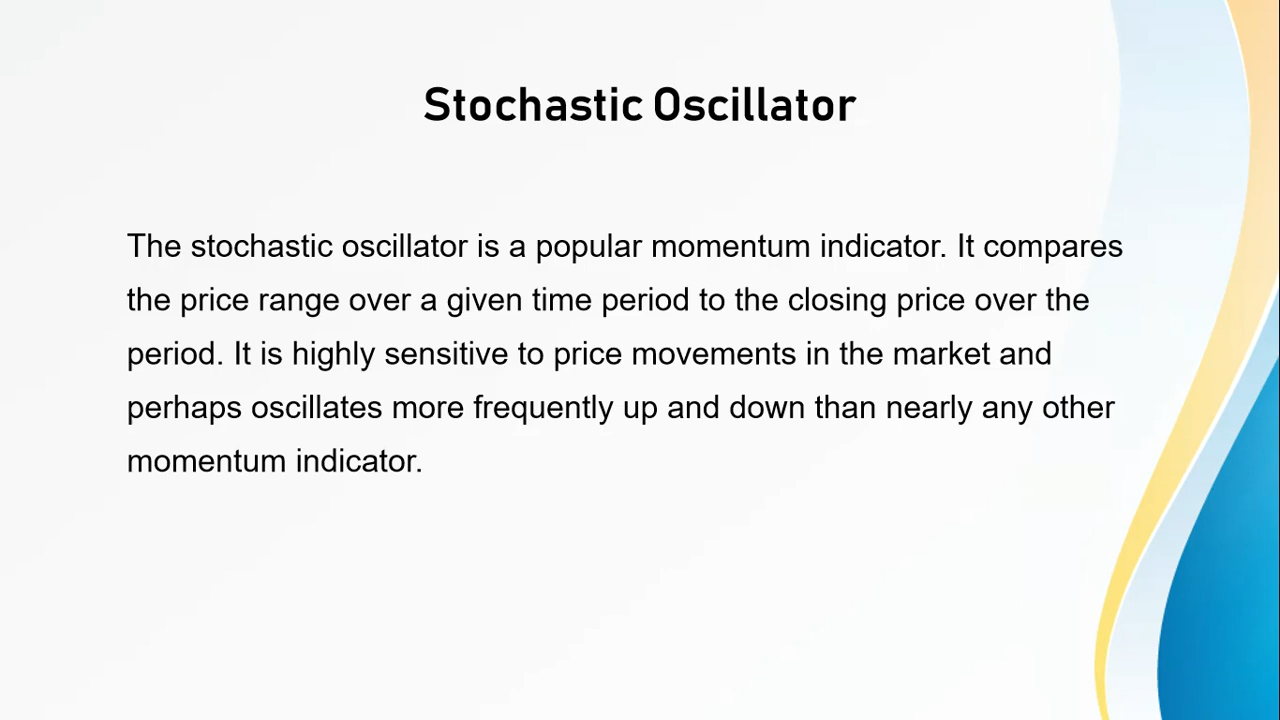 Stochastic Oscillator
The stochastic oscillator is a popular momentum indicator. It compares
the price range over a given time period to the closing price over the
period. It is highly sensitive to price movements in the market and
perhaps oscillates more frequently up and down than nearly any other
momentum indicator.